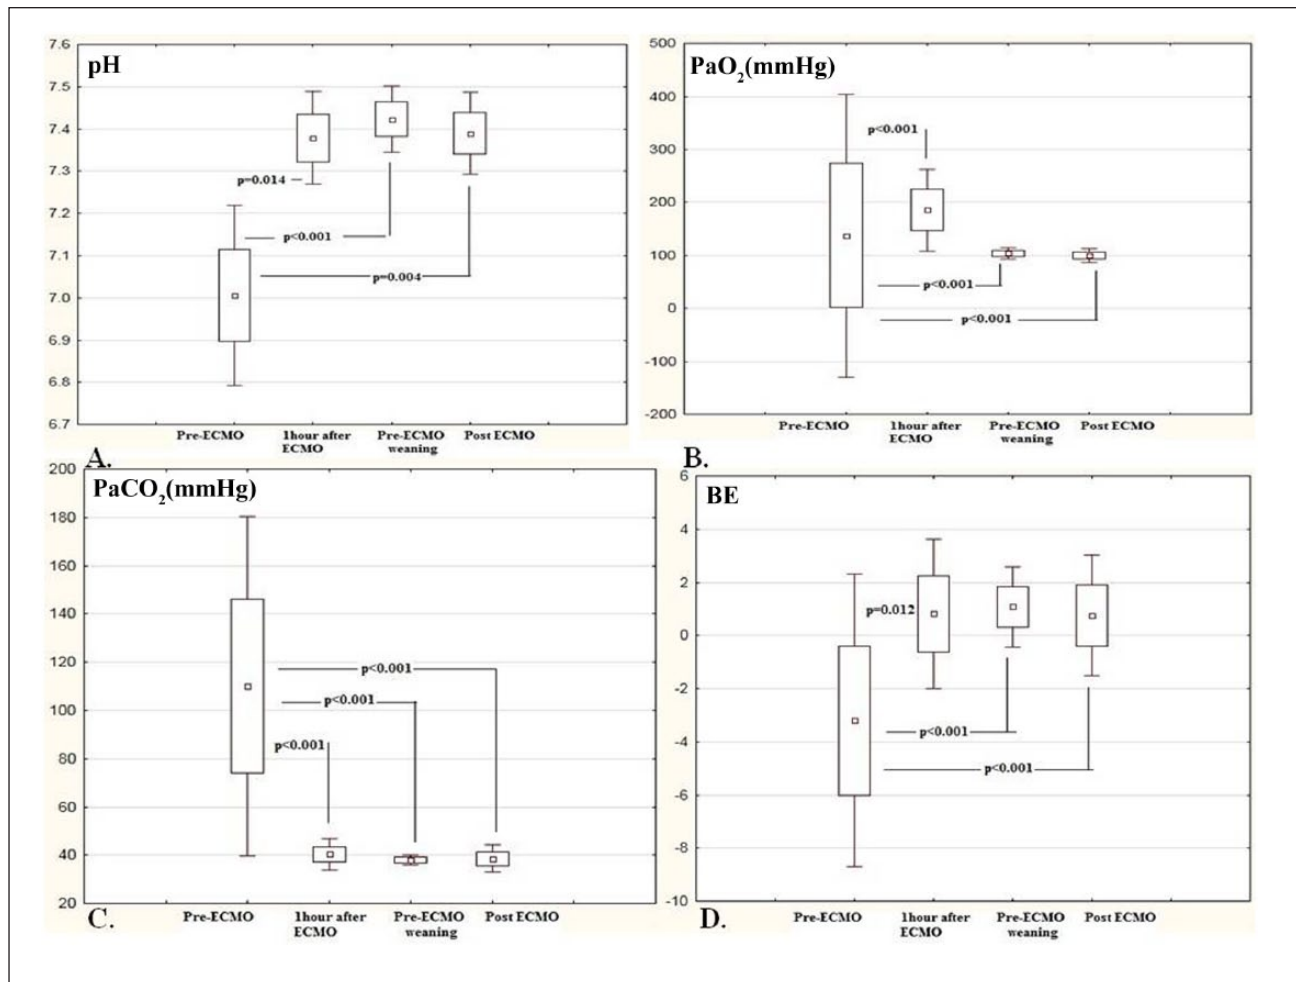 pH
7.6
7.5
7.4
7.3
7.2
7.1
7.0
6.9
6.8
6.7
p=0.014
p<0.001
p=0.004
Pre-ECMO
1hour after
ECMO
Pre-ECMO
weaning
Post ECMO
A.
PaO₂(mmHg)
500
400
300
200
100
0
-100
-200
p<0.001
p<0.001
p<0.001
Pre-ECMO
1hour after
ECMO
Pre-ECMO
weaning
Post ECMO
B.
PaCO₂(mmHg)
200
180
160
140
120
100
80
60
40
20
p<0.001
p<0.001
p<0.001
Pre-ECMO
1hour after
ECMO
Pre-ECMO
weaning
Post ECMO
C.
BE
6
4
2
0
-2
-4
-6
-8
-10
p=0.012
p<0.001
p<0.001
Pre-ECMO
1hour after
ECMO
Pre-ECMO
weaning
Post ECMO
D.